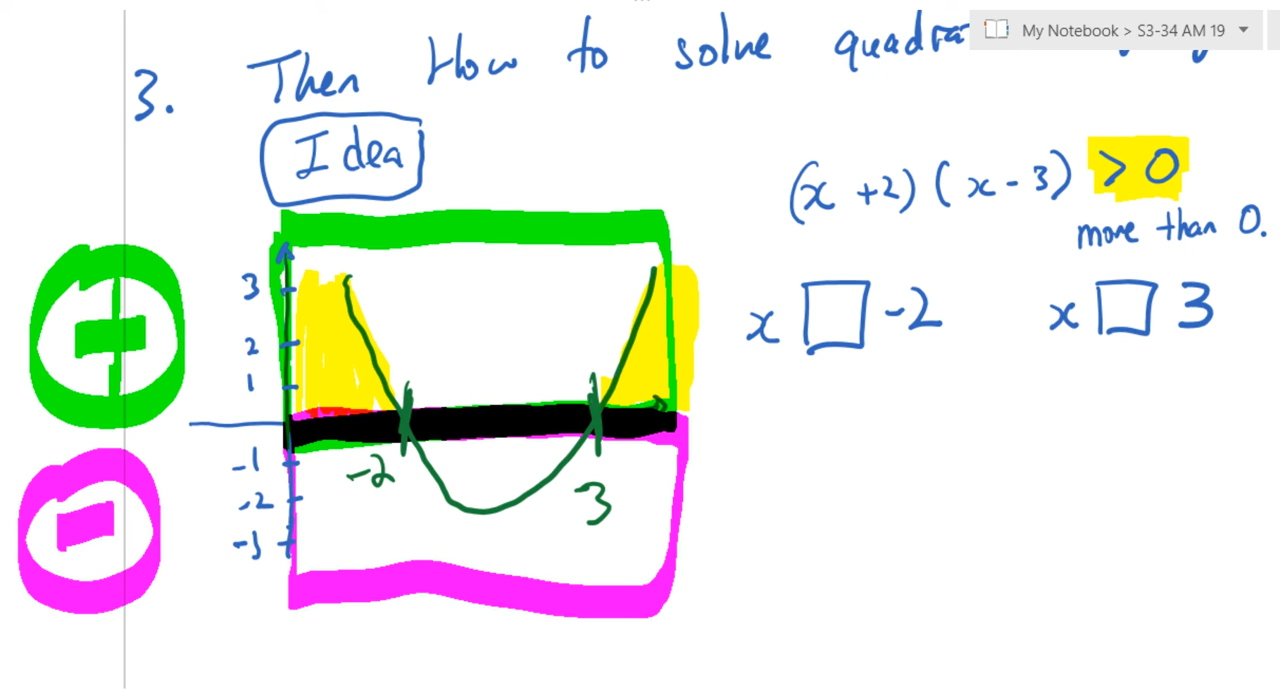 My Notebook > S3-34 AM 19
3. Then How to solve
Idea
(x +2) ( x - 3) > 0
more than 0.
x □ -2 x □ 3
3
2
1
-1
-2
-3
-2
3